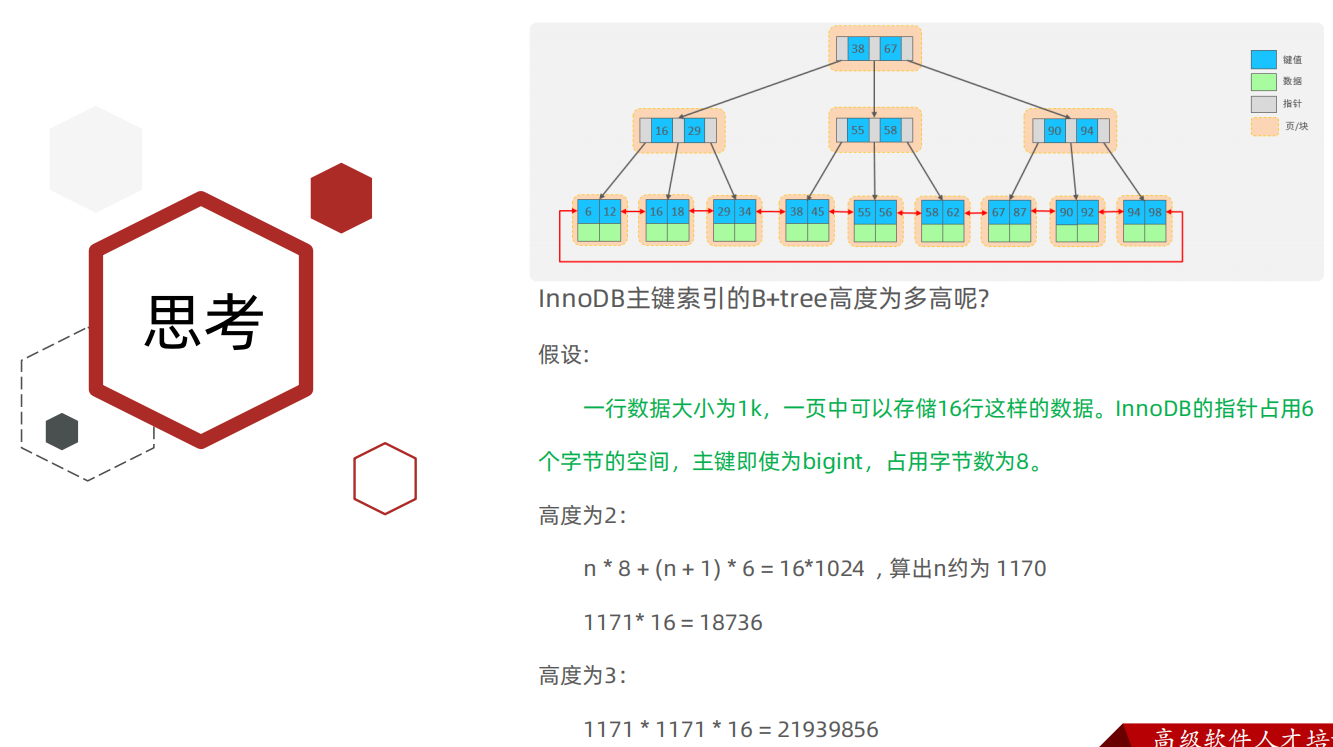 38 67
键值
数据
指针
页/块
16 29
55 58
90 94
6 12 16 18 29 34 38 45 55 56 58 62 67 87 90 92 94 98
思考
InnoDB主键索引的B+tree高度为多高呢?
假设:
一行数据大小为1k，一页中可以存储16行这样的数据。InnoDB的指针占用6
个字节的空间，主键即使为bigint，占用字节数为8。
高度为2：
n * 8 + (n + 1) * 6 = 16*1024 , 算出n约为 1170
1171* 16 = 18736
高度为3：
1171 * 1171 * 16 = 21939856
高级软件人才培